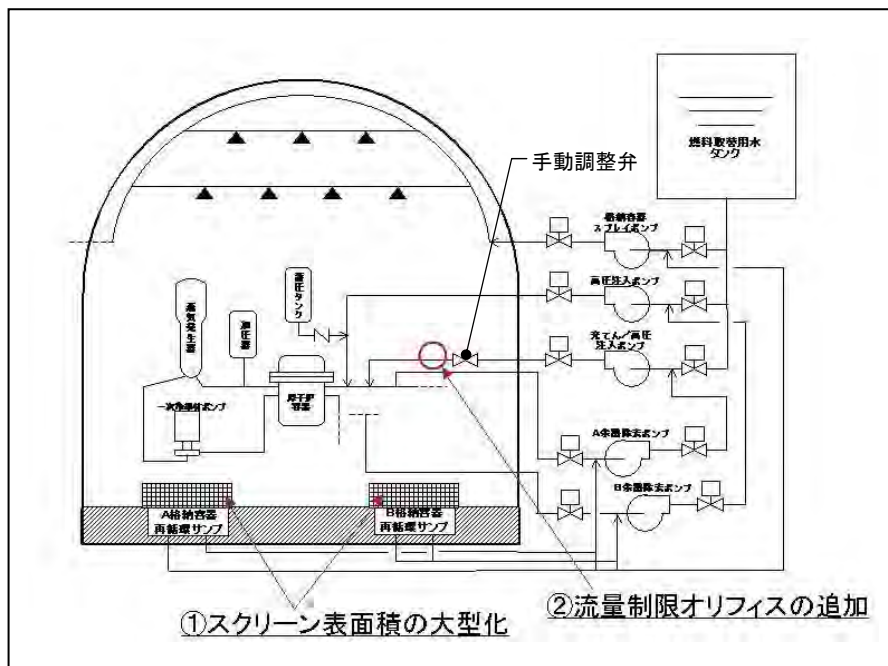 燃料取替用水
タンク
手動調整弁
格納容器
スプレイポンプ
高圧注入ポンプ
蓄圧タンク
蒸気発生器
加圧器
充てん/高圧
注入ポンプ
原子炉
容器
一次冷却材ポンプ
A余熱除去ポンプ
B余熱除去ポンプ
A格納容器
再循環サンプ
B格納容器
再循環サンプ
①スクリーン表面積の大型化
②流量制限オリフィスの追加